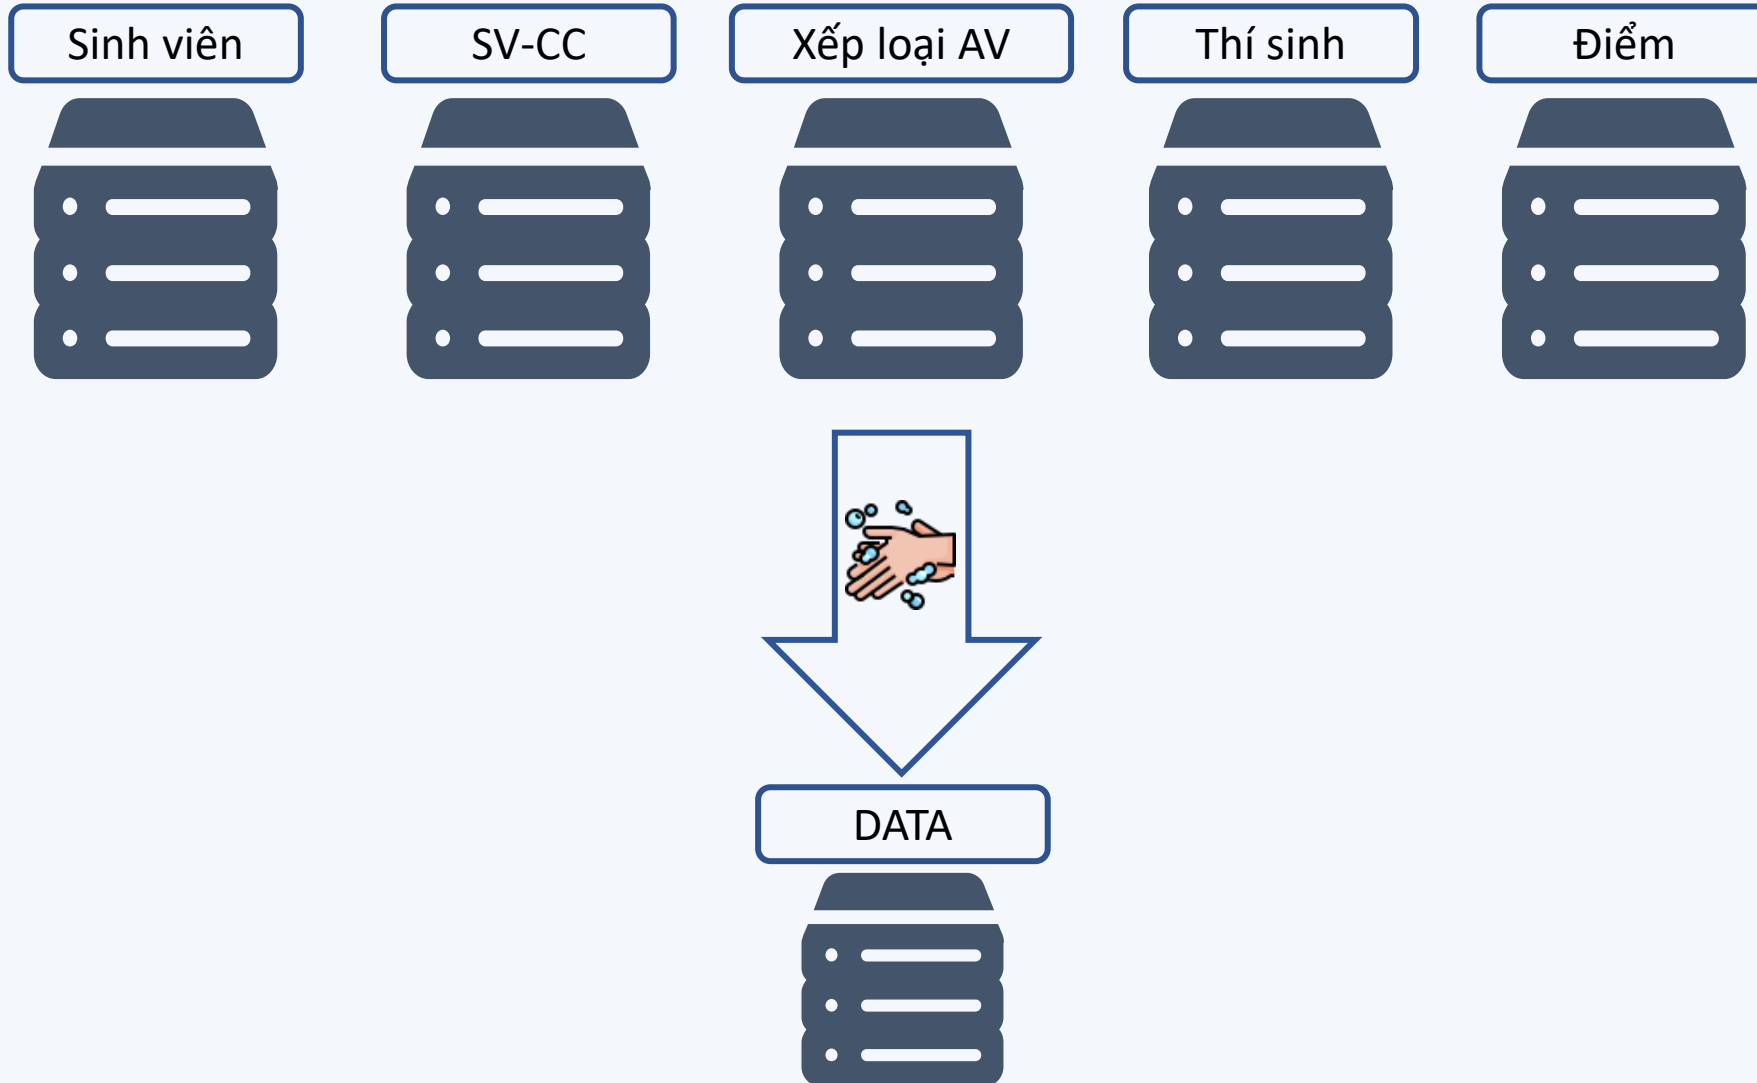 Sinh viên
SV-CC
Xếp loại AV
Thí sinh
Điểm
DATA